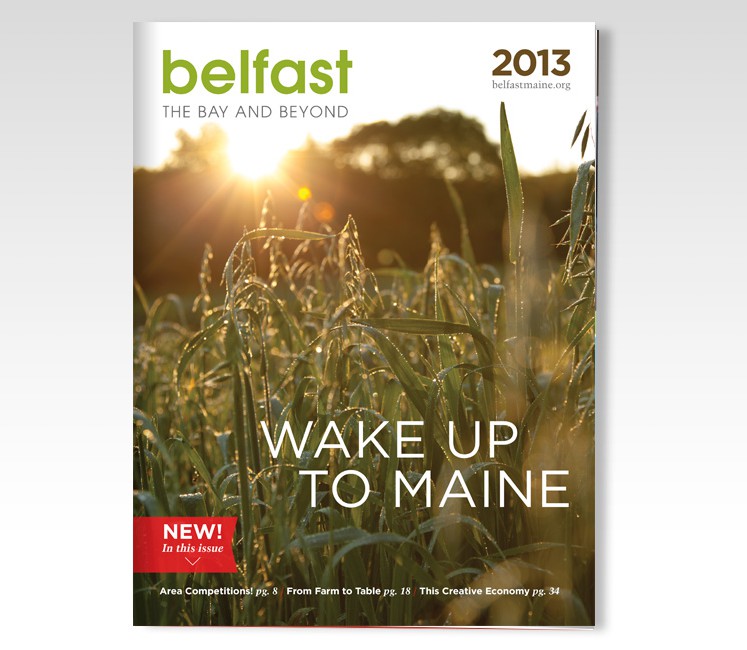 belfast
2013
belfastmaine.org
THE BAY AND BEYOND
WAKE UP
TO MAINE
NEW!
In this issue
Area Competitions! pg. 8 / From Farm to Table pg. 18 / This Creative Economy pg. 34